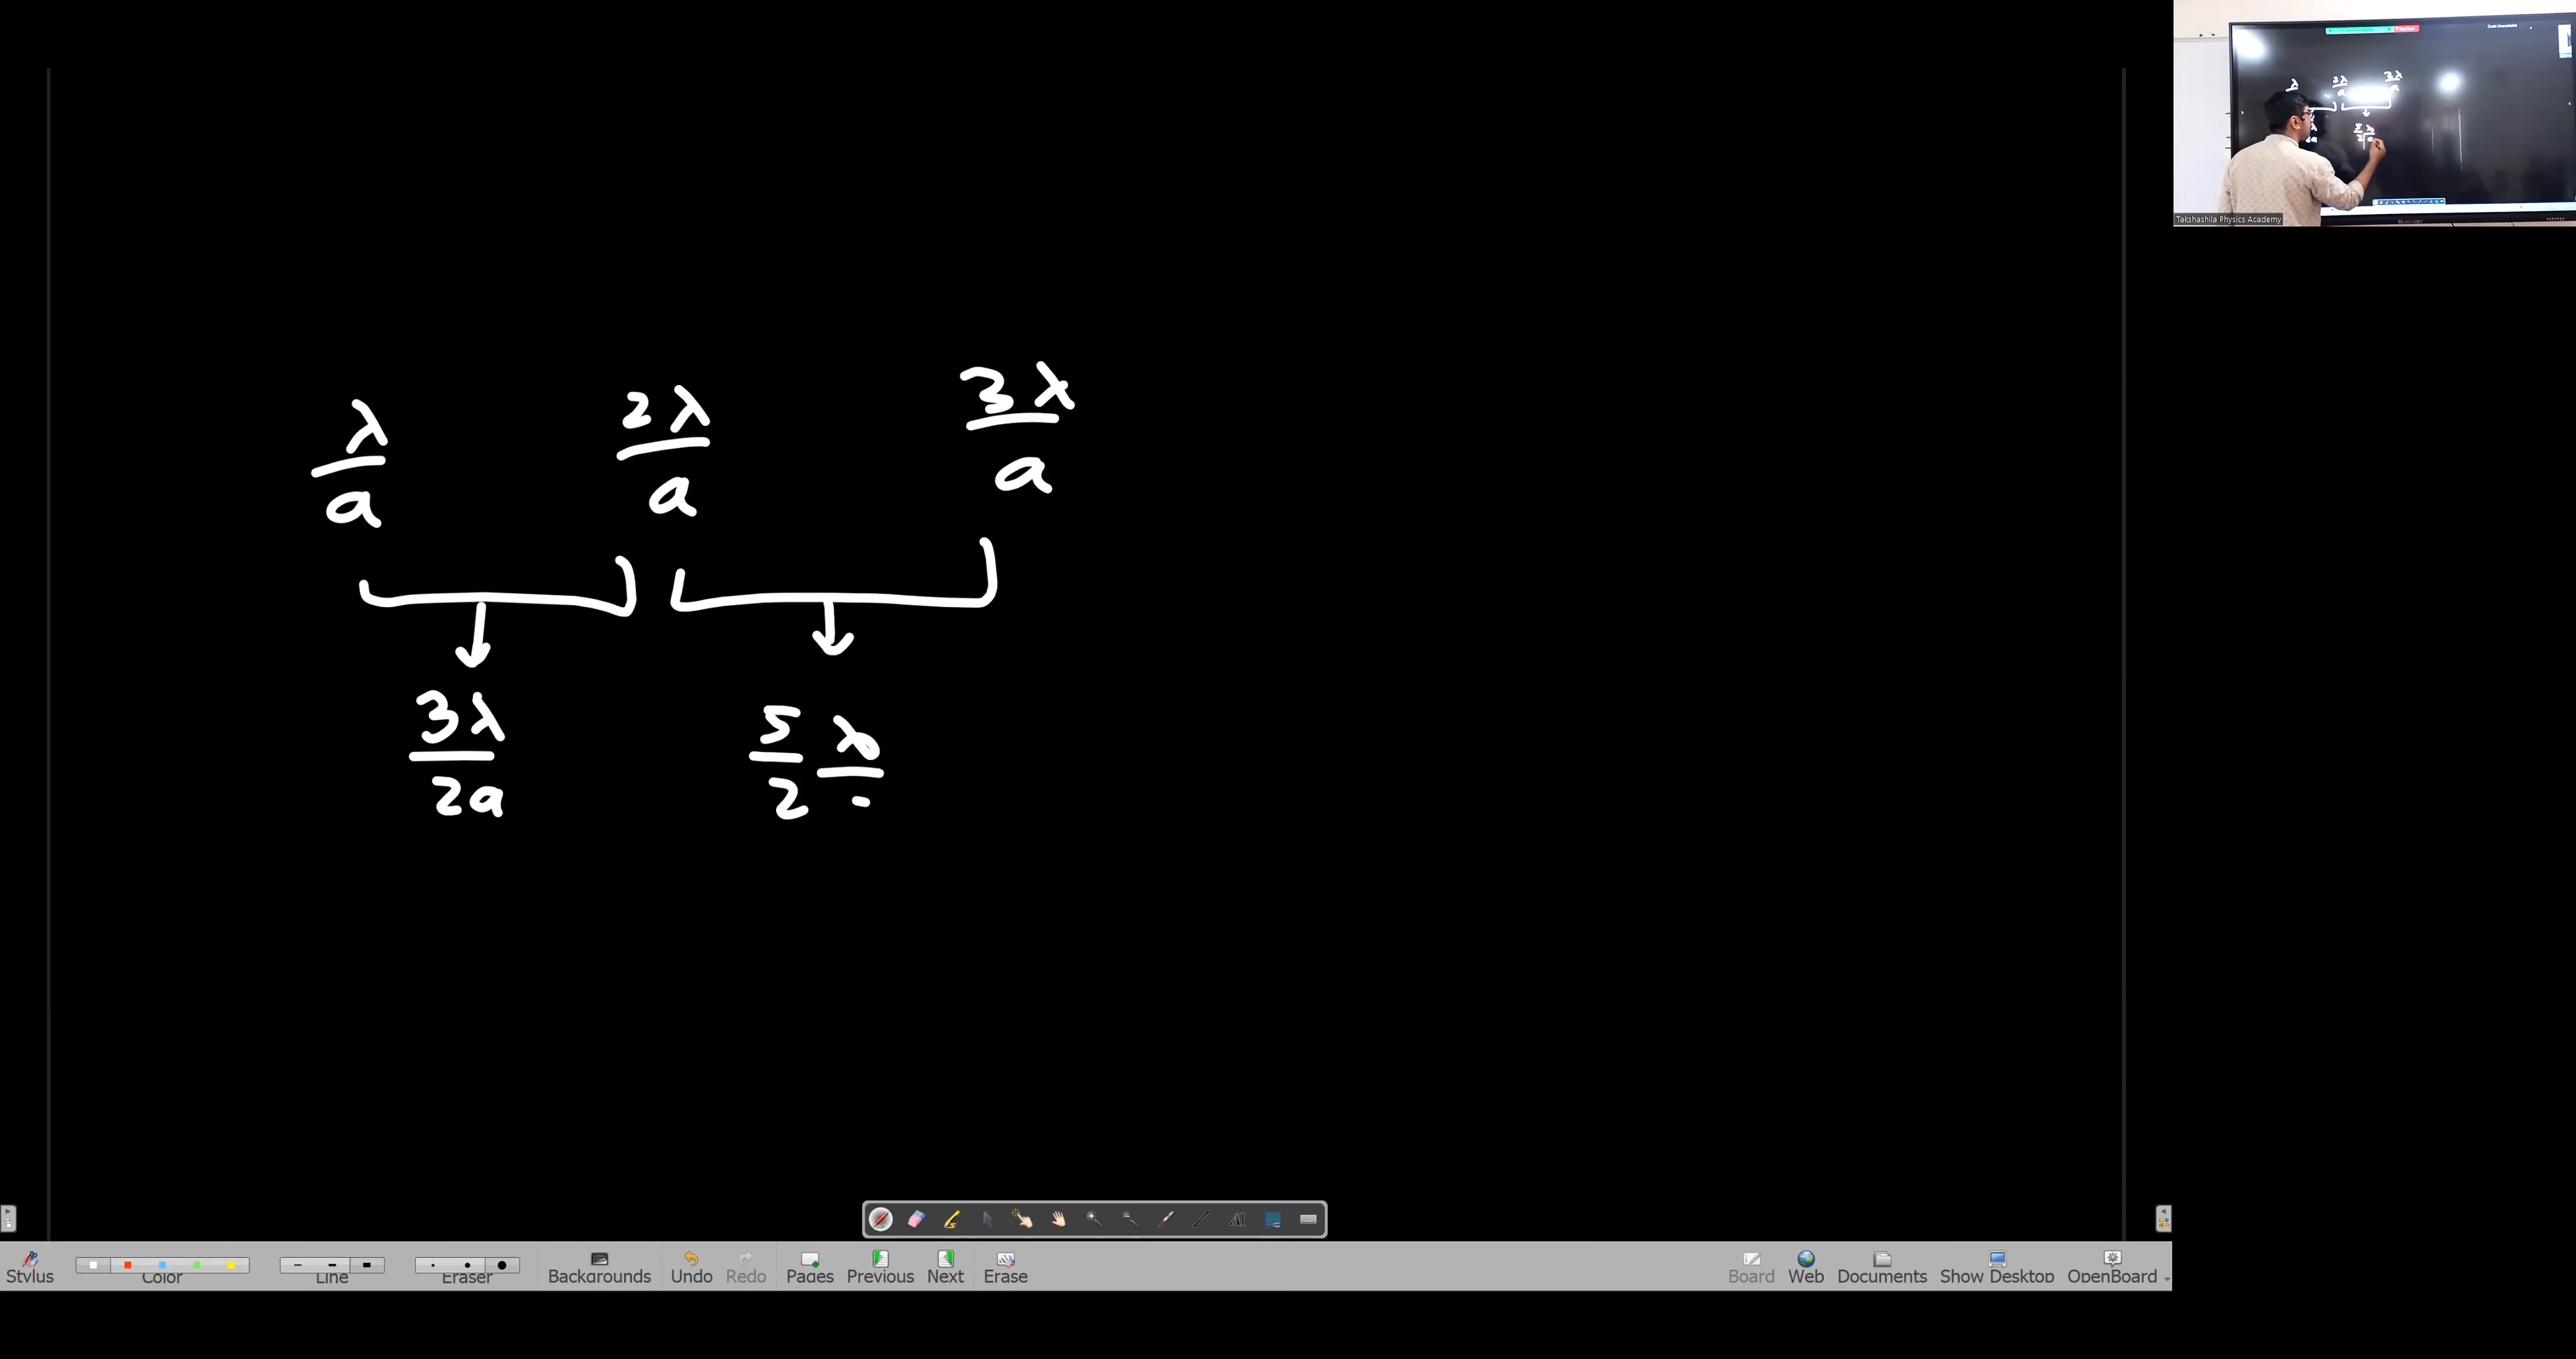 Takshashila Physics Academy
λ/a 2λ/a 3λ/a
3λ/2a 5/2 λ/
Stylus Color Line Eraser Backgrounds Undo Redo Pages Previous Next Erase Board Web Documents Show Desktop OpenBoard